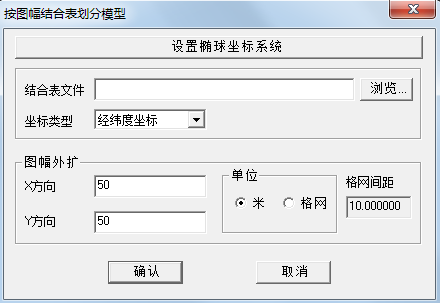 按图幅结合表划分模型
设置椭球坐标系统
结合表文件
浏览...
坐标类型
经纬度坐标
图幅外扩
X方向
50
Y方向
50
单位
米
格网
格网间距
10.000000
确认
取消